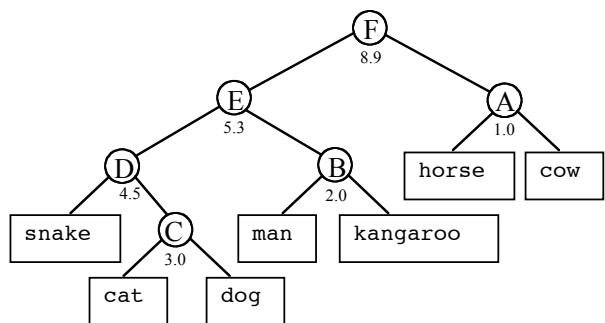 F
8.9
E
5.3
A
1.0
D
4.5
B
2.0
horse
cow
snake
C
3.0
man
kangaroo
cat
dog